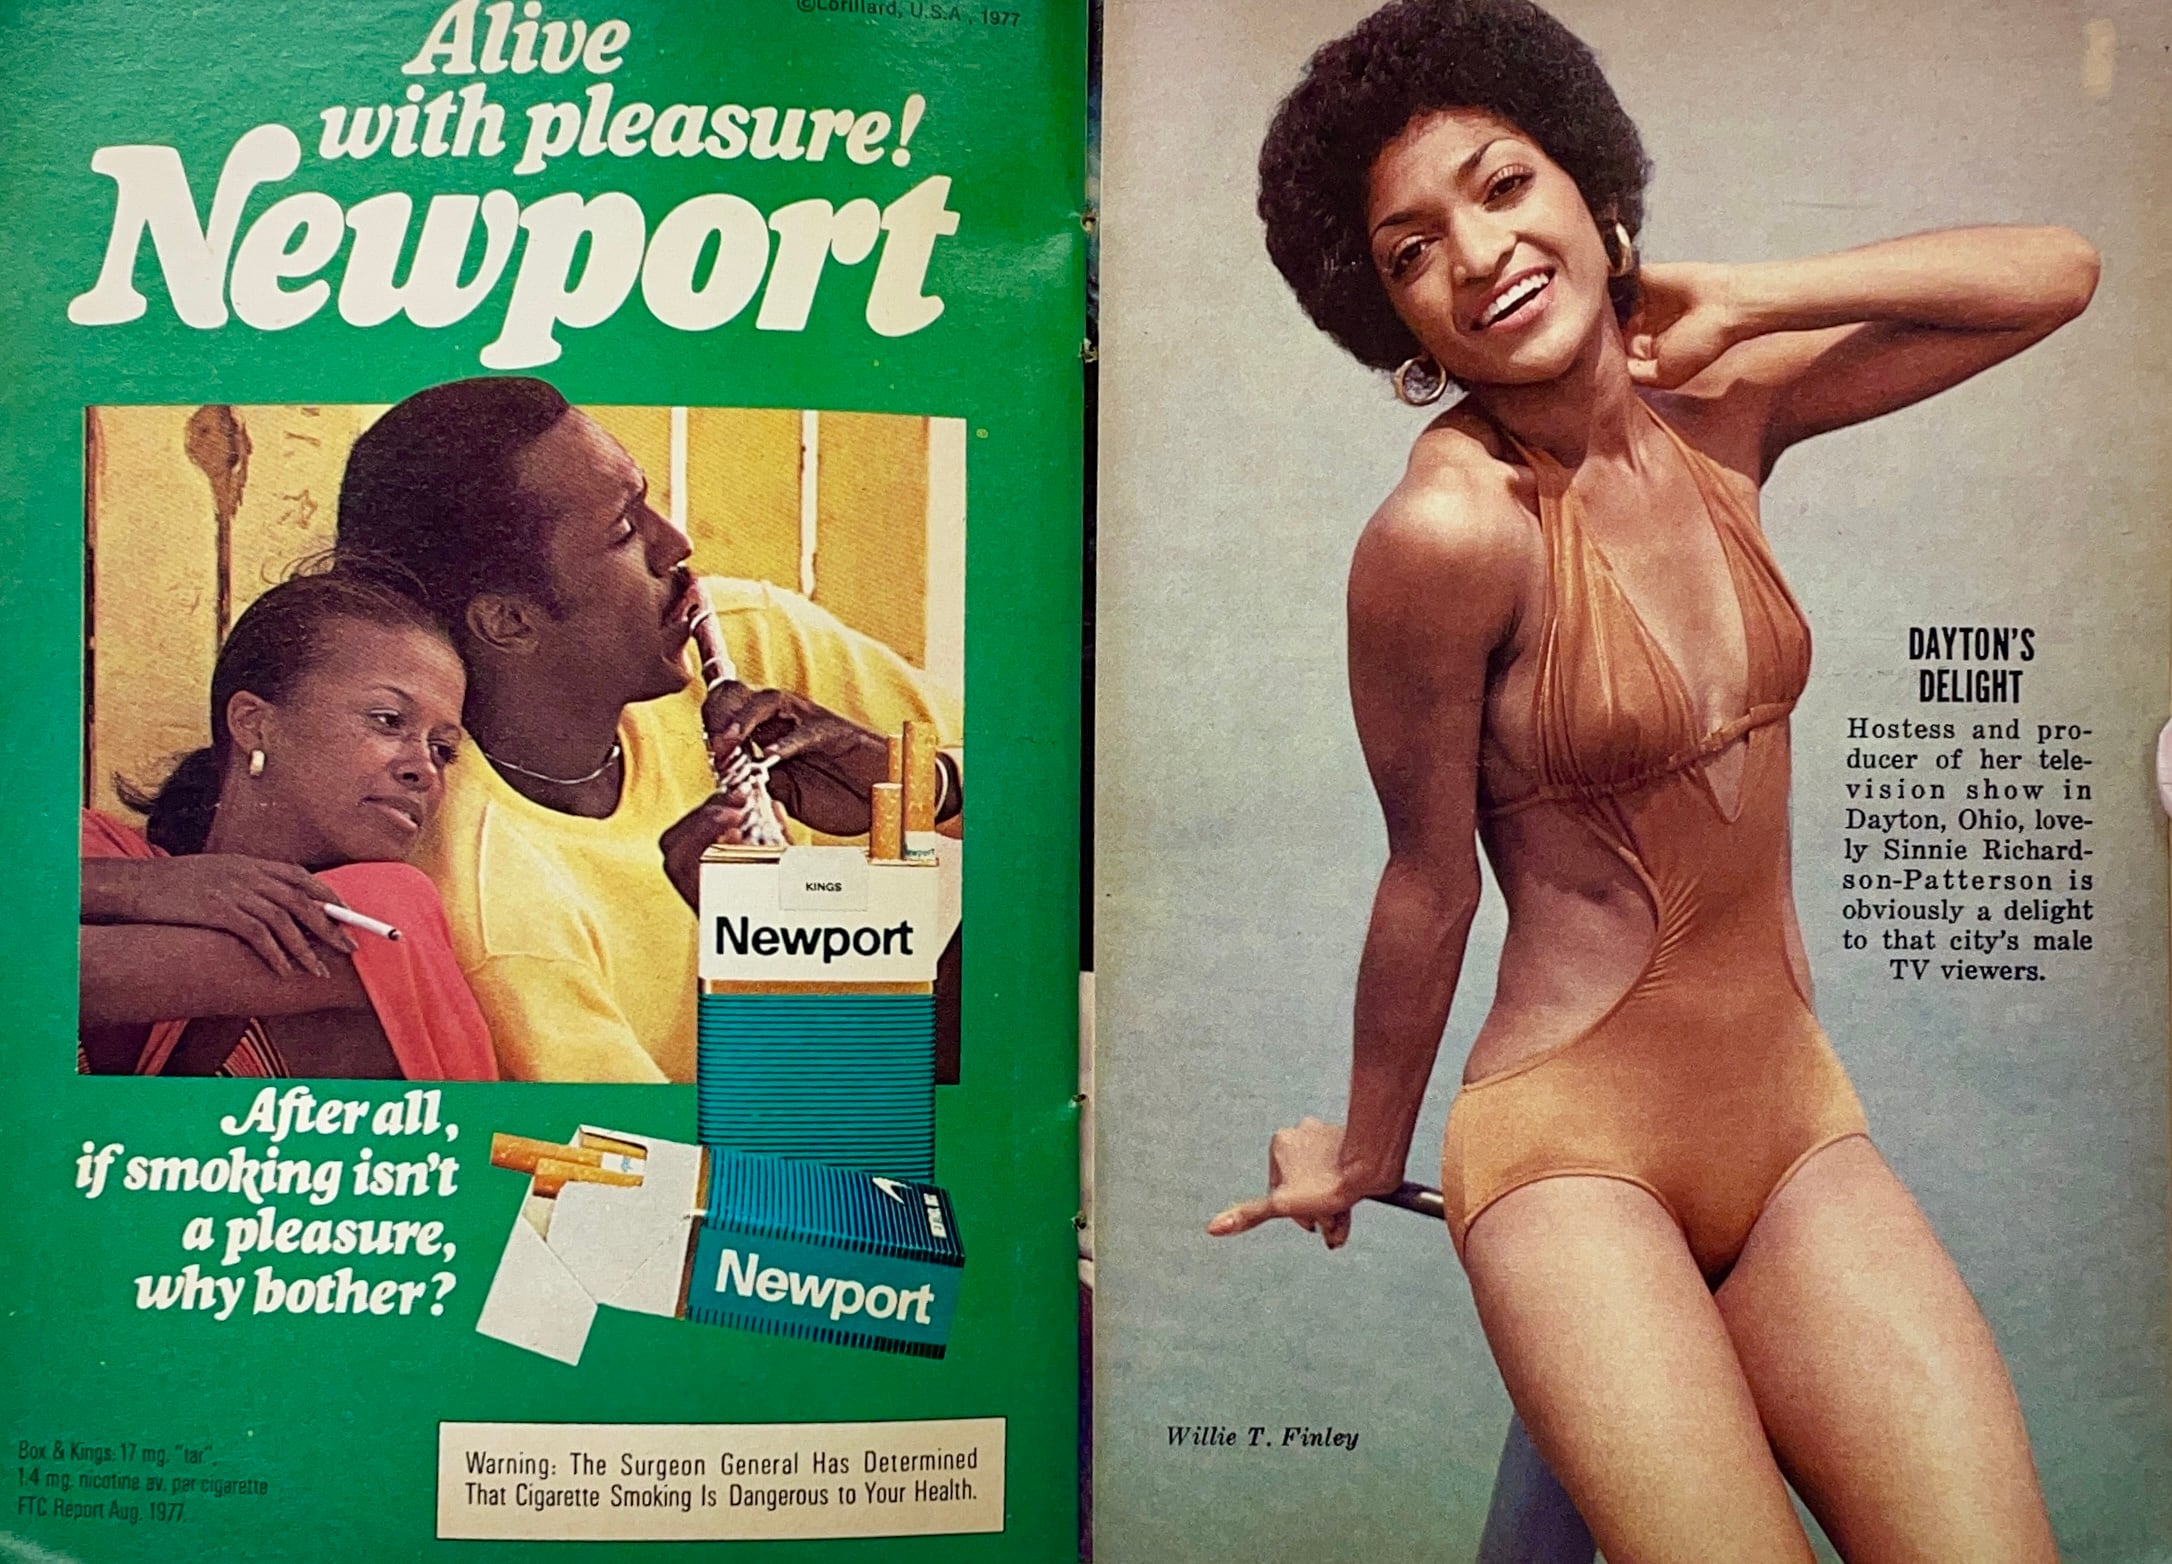 ©Lorillard, U.S.A., 1977
Alive
with pleasure!
Newport
Newport
KINGS
Newport
After all,
if smoking isn't
a pleasure,
why bother?
Newport
Box & Kings: 17 mg. "tar",
1.4 mg. nicotine av. per cigarette
FTC Report Aug. 1977.
Warning: The Surgeon General Has Determined
That Cigarette Smoking Is Dangerous to Your Health.
DAYTON'S
DELIGHT
Hostess and pro-
ducer of her tele-
vision show in
Dayton, Ohio, love-
ly Sinnie Richard-
son-Patterson is
obviously a delight
to that city's male
TV viewers.
Willie T. Finley